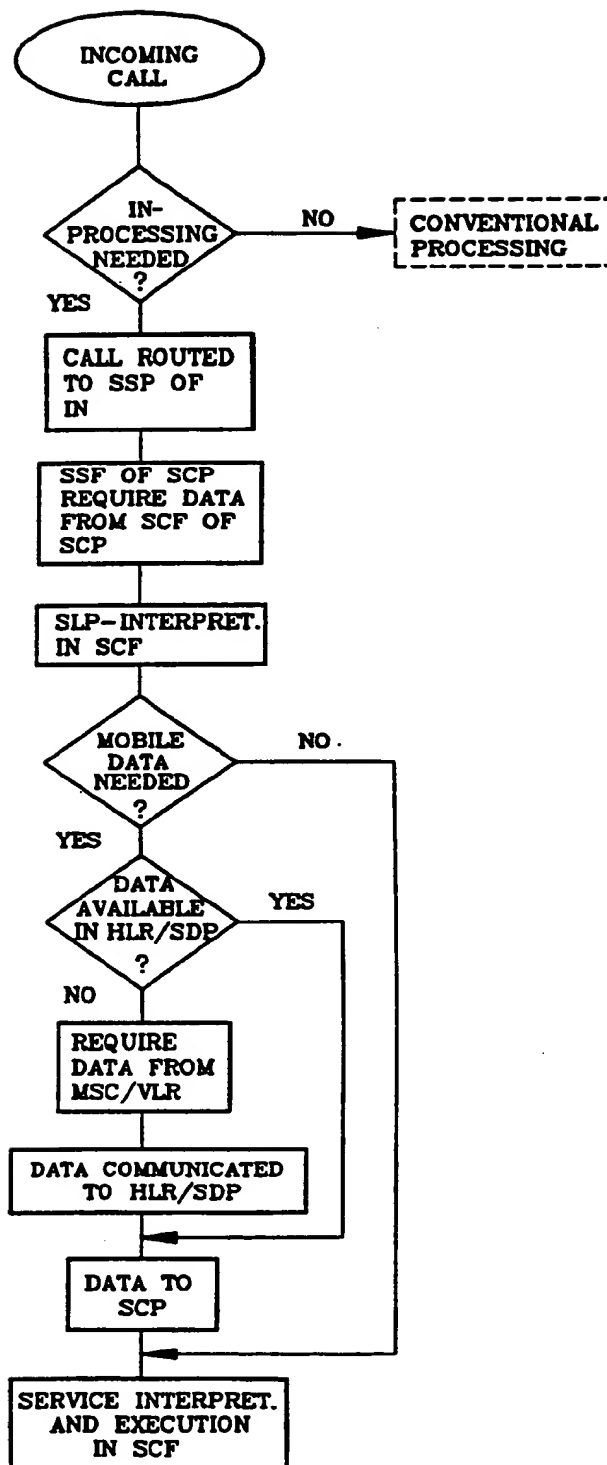 INCOMING
CALL
IN-
PROCESSING
NEEDED
?
NO
CONVENTIONAL
PROCESSING
YES
CALL ROUTED
TO SSP OF
IN
SSF OF SCP
REQUIRE DATA
FROM SCF OF
SCP
SLP-INTERPRET.
IN SCF
MOBILE
DATA
NEEDED
?
NO.
YES
DATA
AVAILABLE
IN HLR/SDP
?
YES
NO
REQUIRE
DATA FROM
MSC/VLR
DATA COMMUNICATED
TO HLR/SDP
DATA TO
SCP
SERVICE INTERPRET.
AND EXECUTION
IN SCF